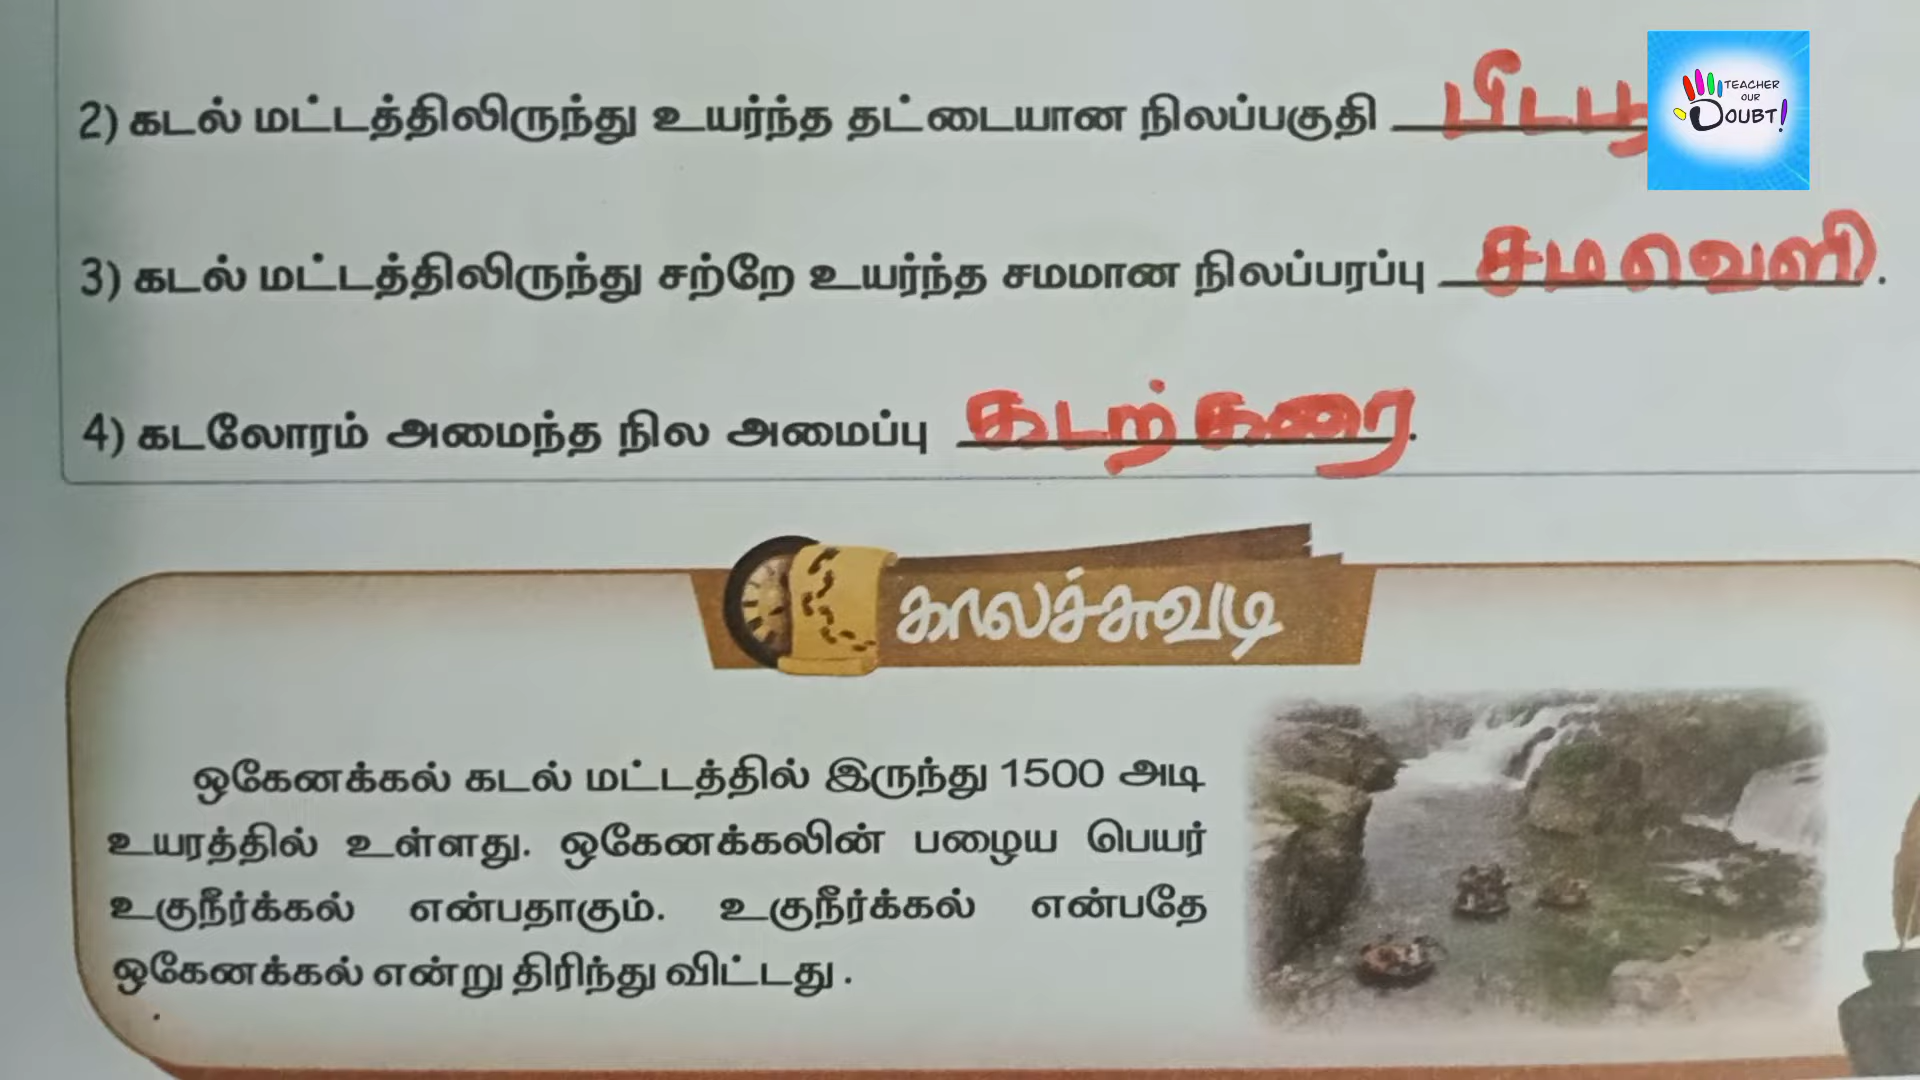 2) கடல் மட்டத்திலிருந்து உயர்ந்த தட்டையான நிலப்பகுதி
TEACHER
OUR
DOUBT!
3) கடல் மட்டத்திலிருந்து சற்றே உயர்ந்த சமமான நிலப்பரப்பு சமவெளி.
4) கடலோரம் அமைந்த நில அமைப்பு கடற்கரை.
காலச்சுவடி
ஒகேனக்கல் கடல் மட்டத்தில் இருந்து 1500 அடி
உயரத்தில் உள்ளது. ஒகேனக்கலின் பழைய பெயர்
உகுநீர்க்கல் என்பதாகும். உகுநீர்க்கல் என்பதே
ஒகேனக்கல் என்று திரிந்து விட்டது.